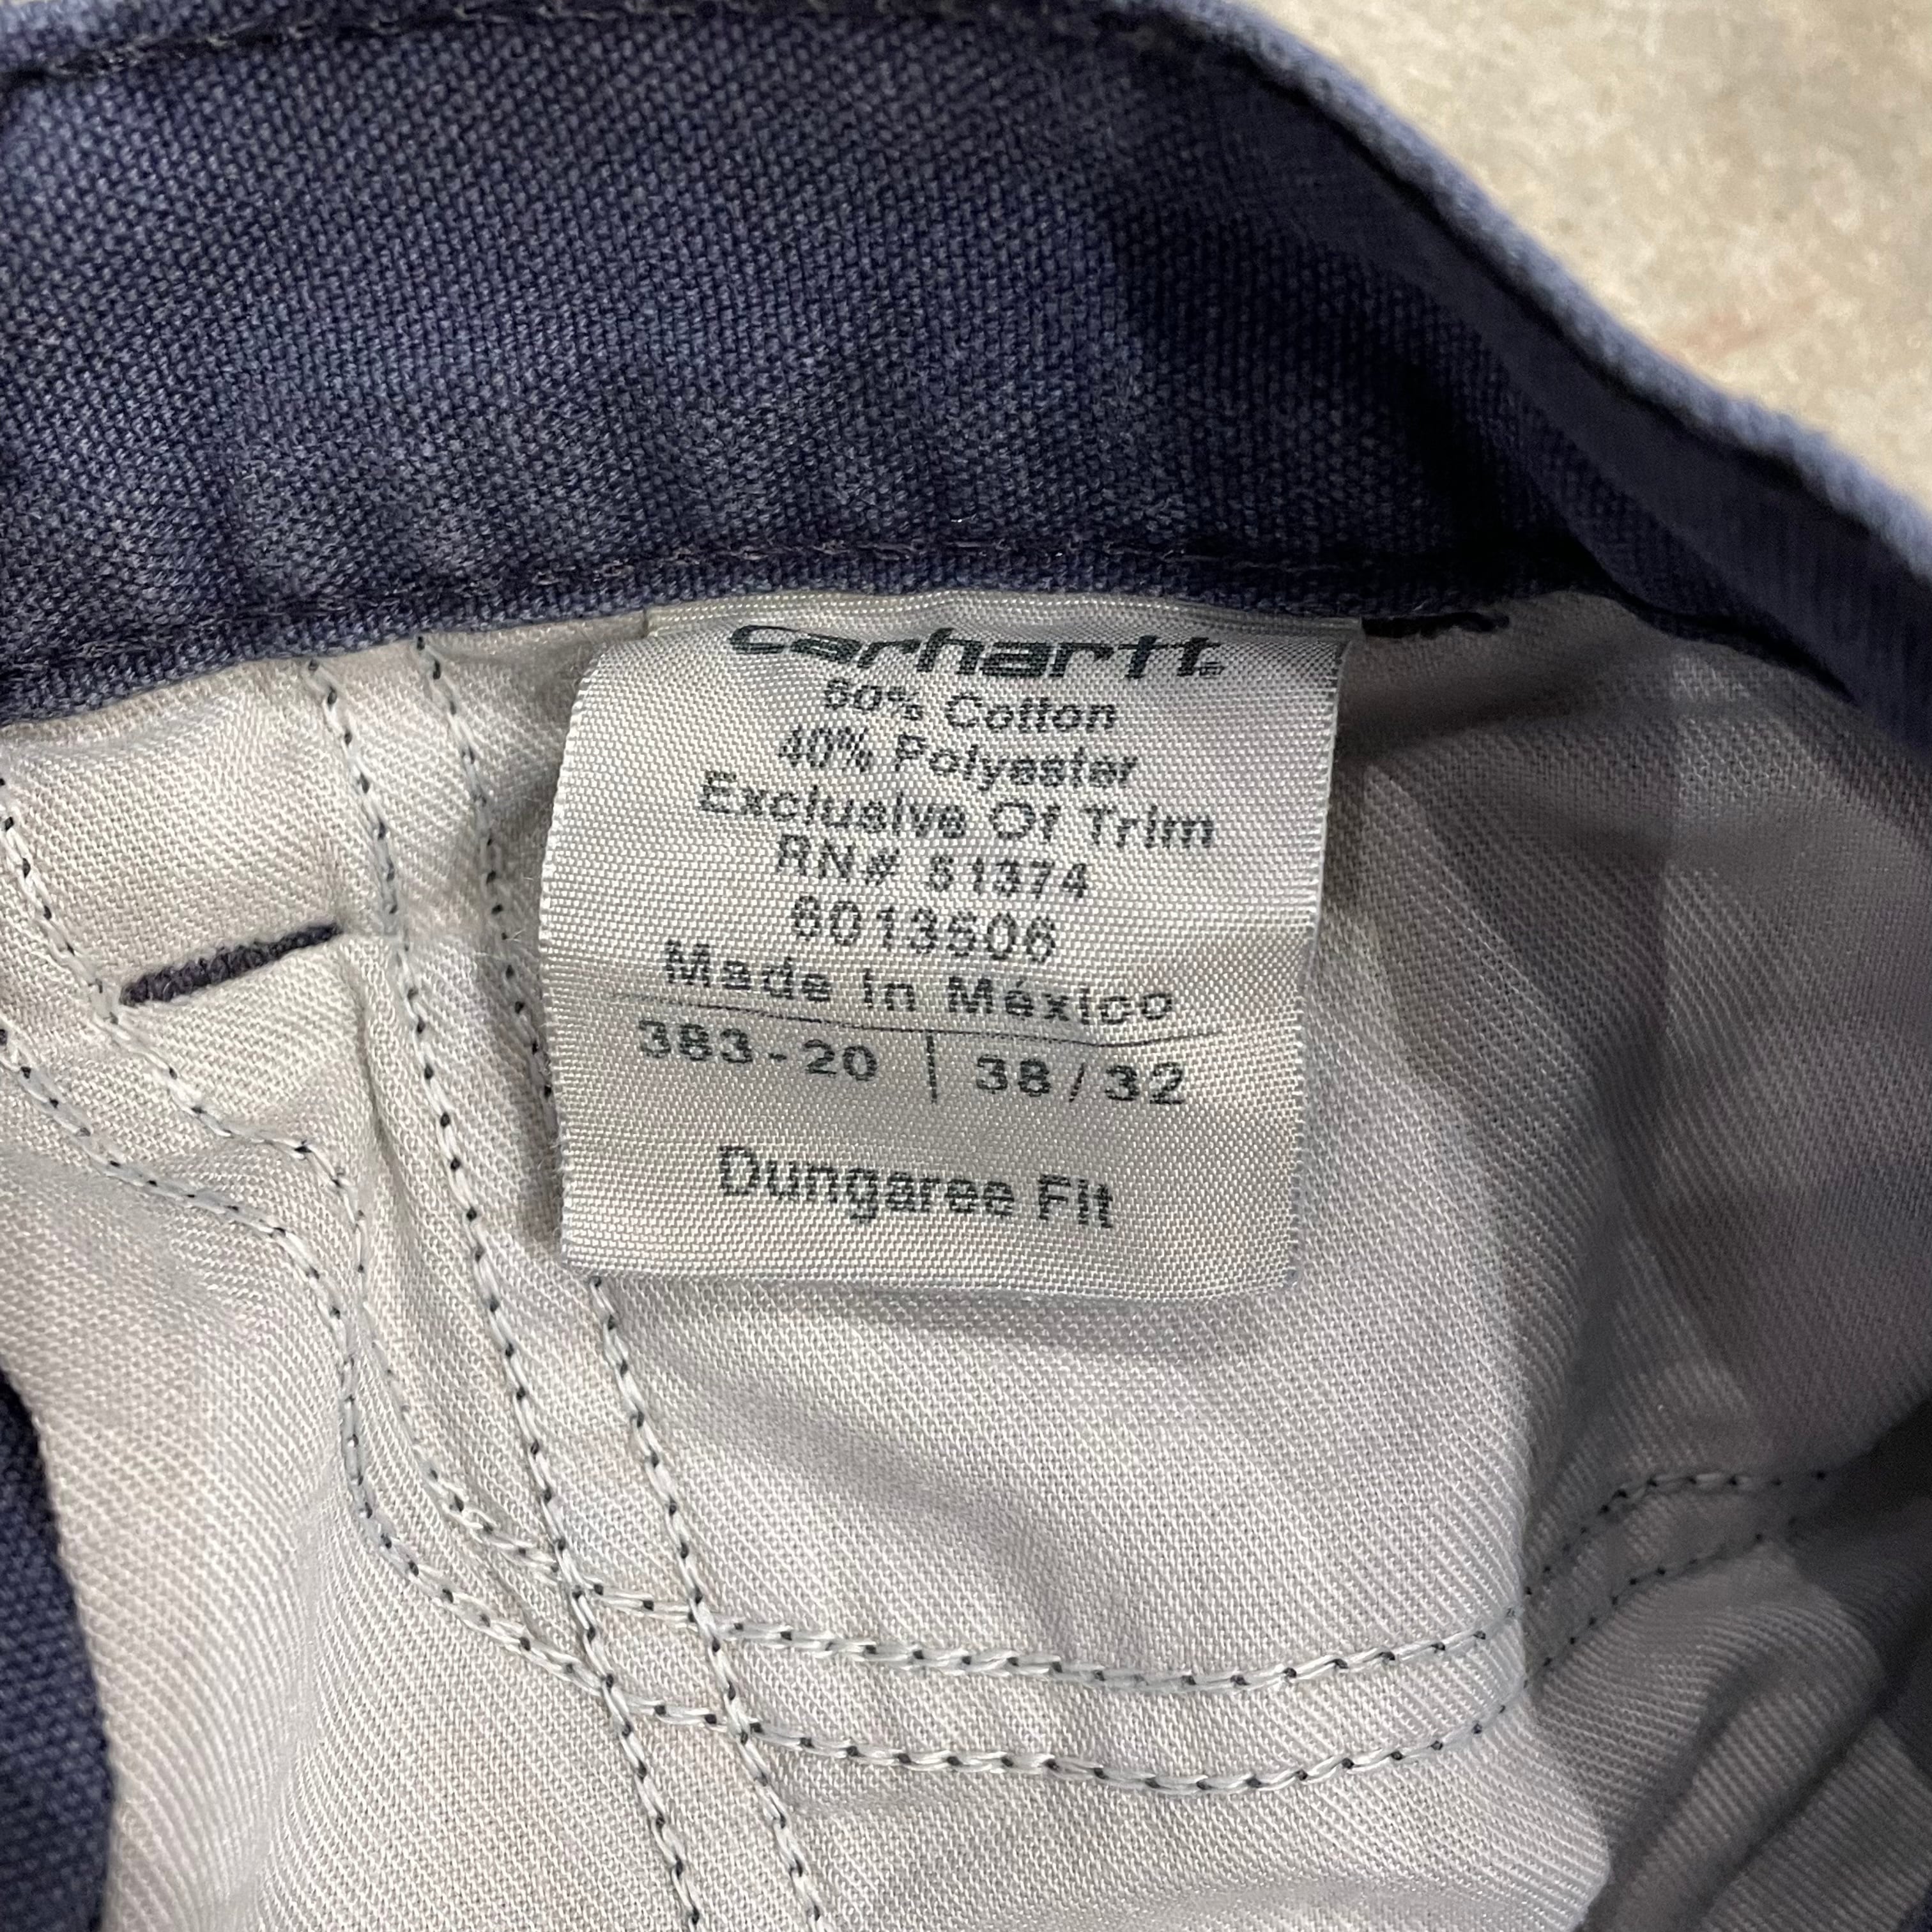 carhartt®
60% Cotton
40% Polyester
Exclusive Of Trim
RN# 51374
6013506
Made In México
383-20 | 38/32
Dungaree Fit